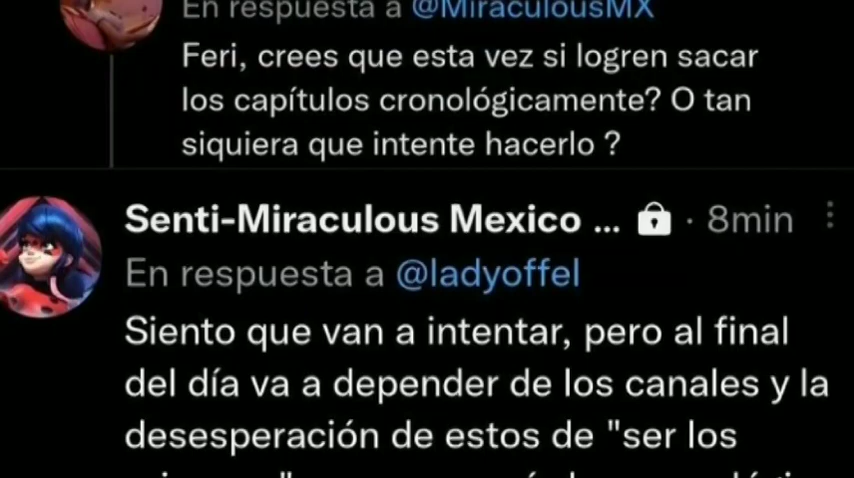 En respuesta a @MiraculousMX
Feri, crees que esta vez si logren sacar
los capítulos cronológicamente? O tan
siquiera que intente hacerlo ?
Senti-Miraculous Mexico ... · 8min
En respuesta a @ladyoffel
Siento que van a intentar, pero al final
del día va a depender de los canales y la
desesperación de estos de "ser los